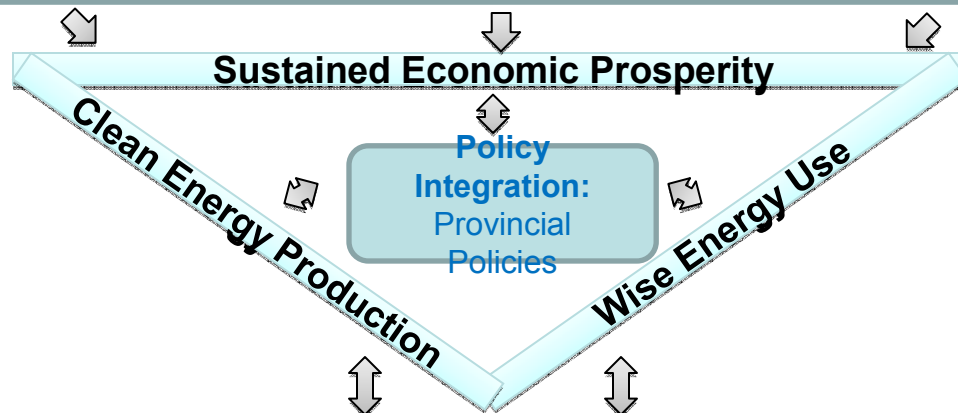 Sustained Economic Prosperity
Clean Energy Production
Policy
Integration:
Provincial
Policies
Wise Energy Use